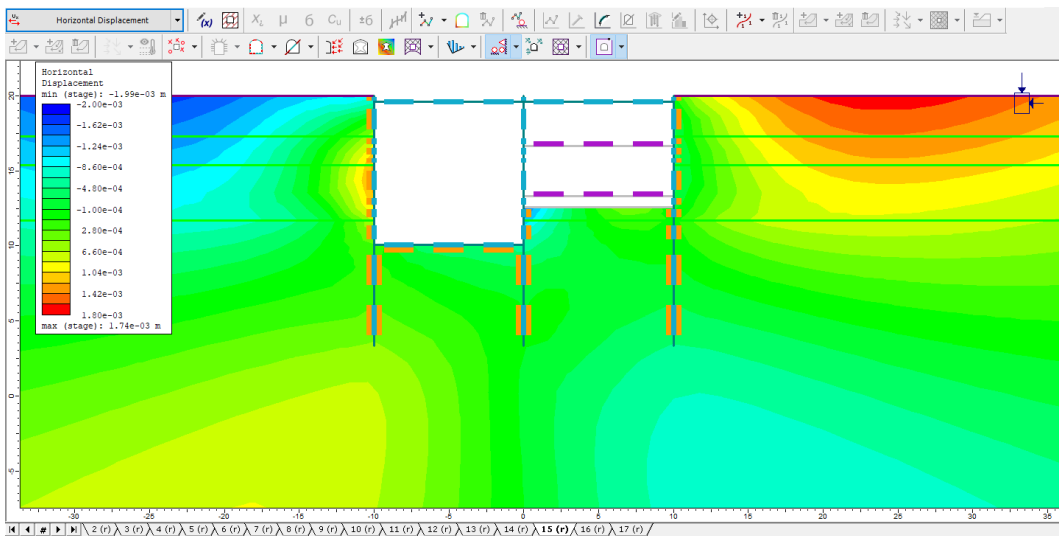 Horizontal Displacement
Horizontal
Displacement
min (stage): -1.99e-03 m
-2.00e-03
-1.62e-03
-1.24e-03
-8.60e-04
-4.80e-04
-1.00e-04
2.80e-04
6.60e-04
1.04e-03
1.42e-03
1.80e-03
max (stage): 1.74e-03 m
20
15
10
5
0
-5
-30
-25
-20
-15
-10
-5
0
5
10
15
20
25
30
35
# 2 (r) 3 (r) 4 (r) 5 (r) 6 (r) 7 (r) 8 (r) 9 (r) 10 (r) 11 (r) 12 (r) 13 (r) 14 (r) 15 (r) 16 (r) 17 (r)